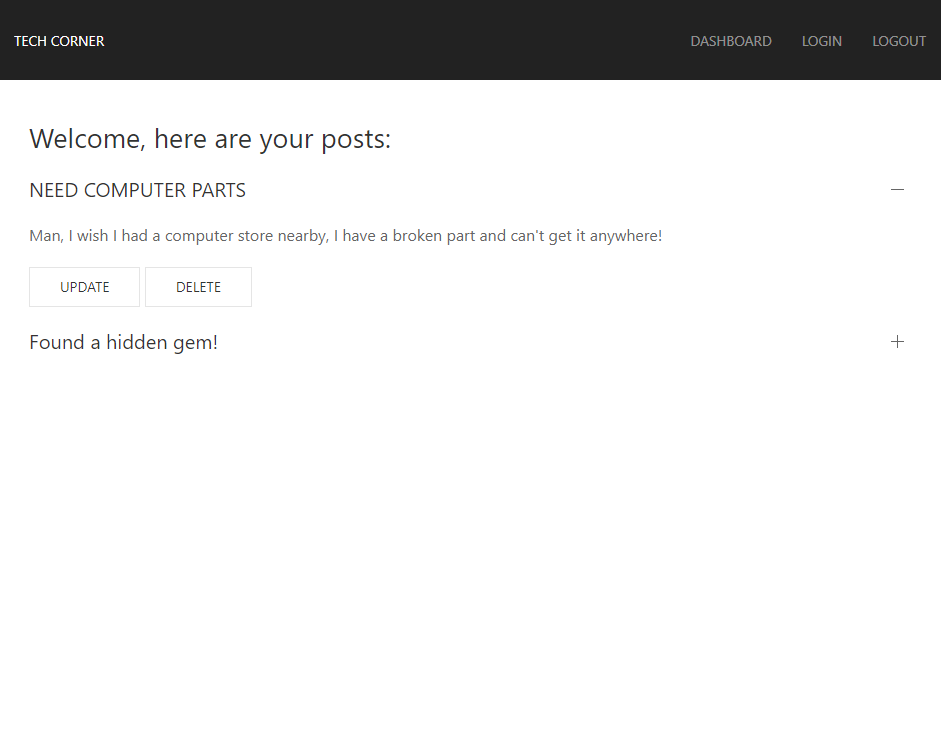 TECH CORNER DASHBOARD LOGIN LOGOUT
Welcome, here are your posts:
NEED COMPUTER PARTS
Man, I wish I had a computer store nearby, I have a broken part and can't get it anywhere!
UPDATE DELETE
Found a hidden gem!